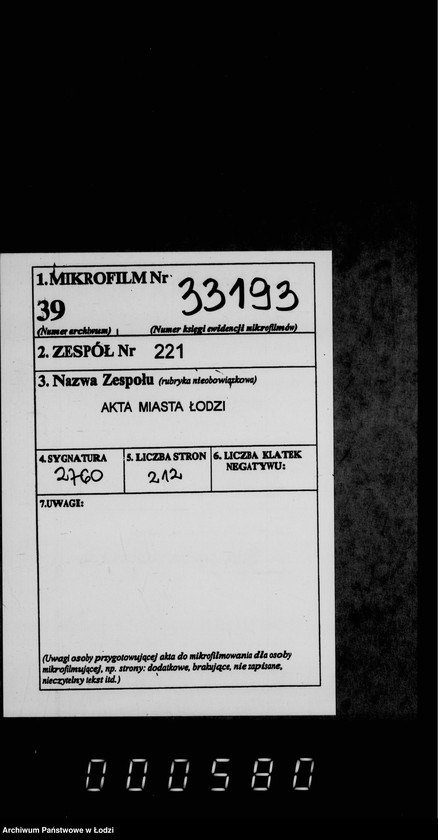 1. MIKROFILM Nr 33193
39
(Numer archiwum) (Numer księgi ewidencji mikrofilmów)
2. ZESPÓŁ Nr 221
3. Nazwa Zespołu (rubryka nieobowiązkowa)
AKTA MIASTA ŁODZI
4. SYGNATURA 5. LICZBA STRON 6. LICZBA KLATEK
NEGATYWU:
2760 212
7. UWAGI:
(Uwagi osoby przygotowującej akta do mikrofilmowania dla osoby
mikrofilmującej, np. strony: dodatkowe, brakujące, nie zapisane,
nieczytelny tekst itd.)
000580
Archiwum Państwowe w Łodzi